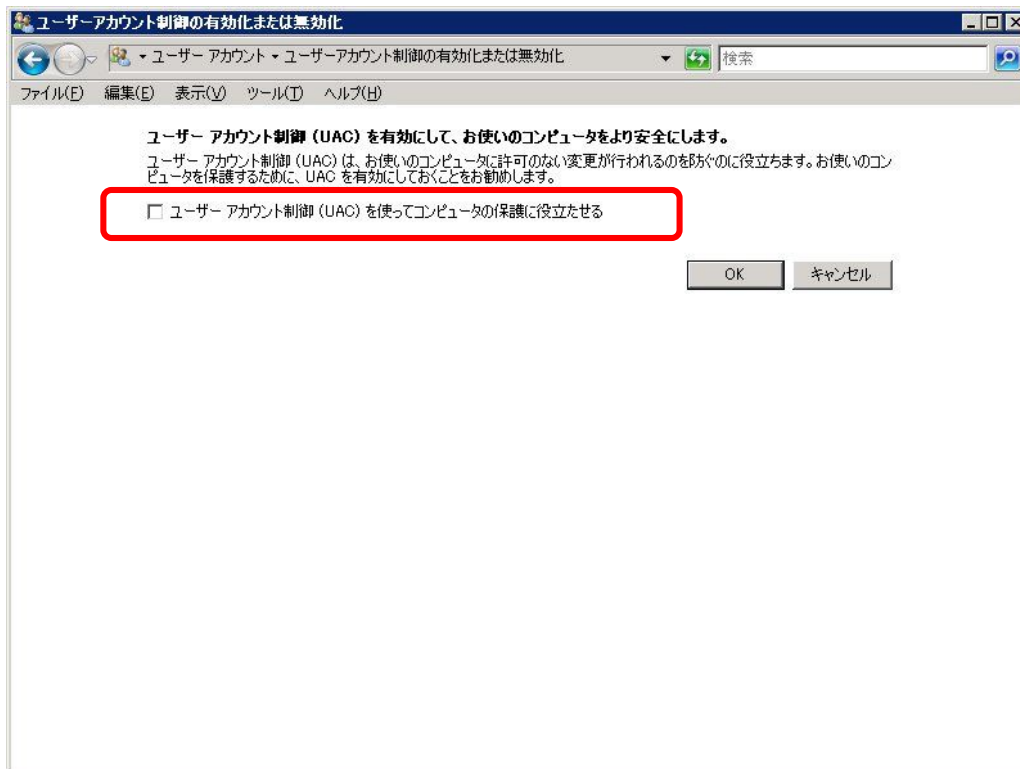 ユーザーアカウント制御の有効化または無効化
ユーザー アカウント ユーザーアカウント制御の有効化または無効化 検索
ファイル(F) 編集(E) 表示(V) ツール(T) ヘルプ(H)
ユーザー アカウント制御 (UAC) を有効にして、お使いのコンピュータをより安全にします。
ユーザー アカウント制御 (UAC) は、お使いのコンピュータに許可のない変更が行われるのを防ぐのに役立ちます。お使いのコン
ピュータを保護するために、UAC を有効にしておくことをお勧めします。
ユーザー アカウント制御 (UAC) を使ってコンピュータの保護に役立たせる
OK キャンセル